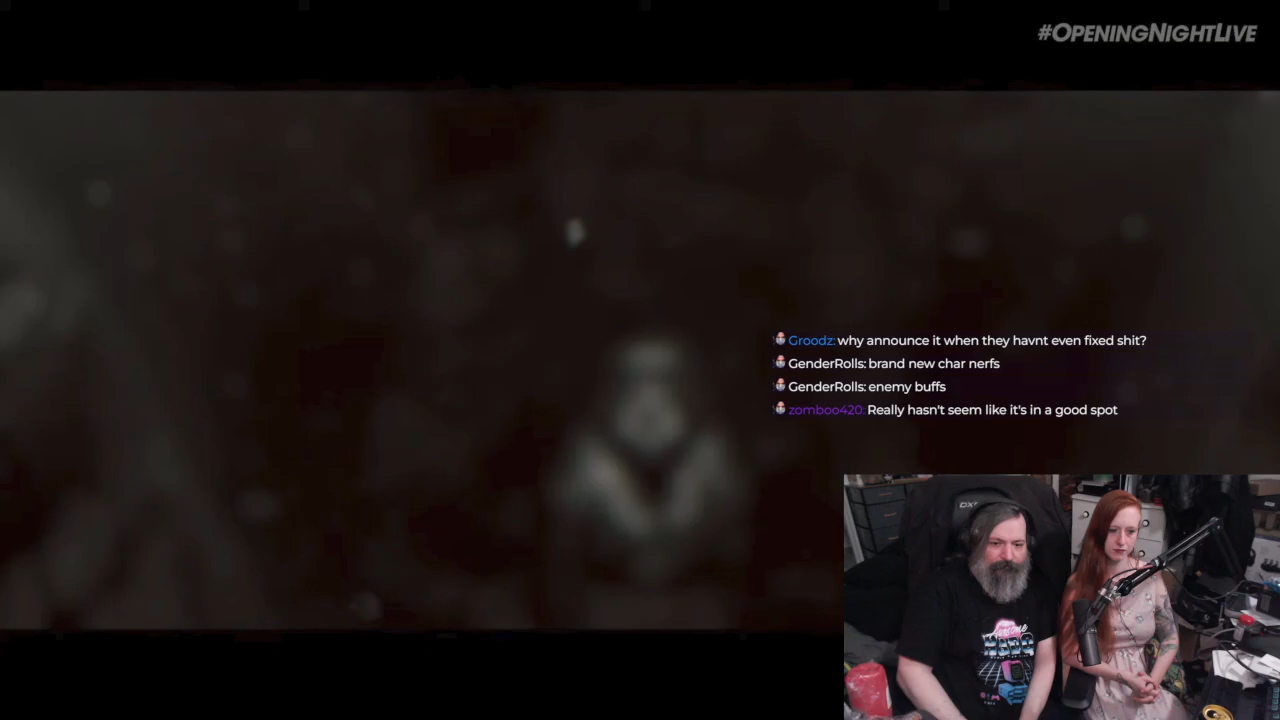 #OPENINGNIGHTLIVE
Groodz: why announce it when they havnt even fixed shit?
GenderRolls: brand new char nerfs
GenderRolls: enemy buffs
zomboo420: Really hasn't seem like it's in a good spot
Awesome